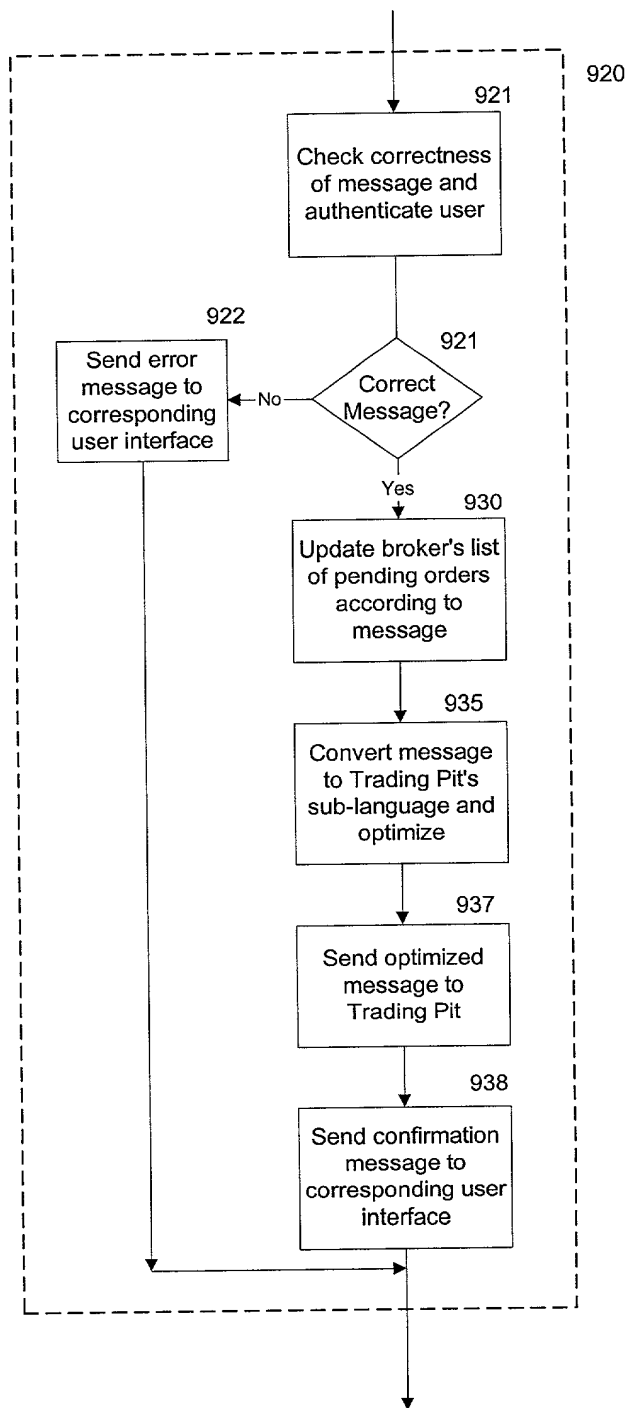 920
921
Check correctness
of message and
authenticate user
922
Send error
message to
corresponding
user interface
921
Correct
Message?
No
Yes
930
Update broker's list
of pending orders
according to
message
935
Convert message
to Trading Pit's
sub-language and
optimize
937
Send optimized
message to
Trading Pit
938
Send confirmation
message to
corresponding user
interface